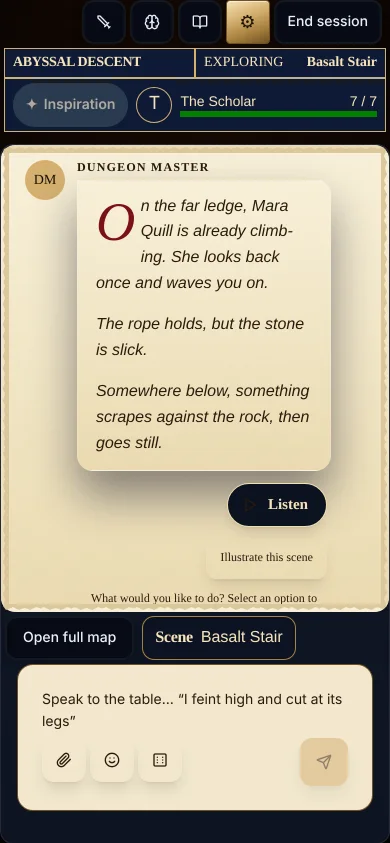 End session
ABYSSAL DESCENT
EXPLORING Basalt Stair
✦ Inspiration
T
The Scholar 7 / 7
DM
DUNGEON MASTER
On the far ledge, Mara
Quill is already climb-
ing. She looks back
once and waves you on.
The rope holds, but the stone
is slick.
Somewhere below, something
scrapes against the rock, then
goes still.
Listen
Illustrate this scene
What would you like to do? Select an option to
Open full map
Scene Basalt Stair
Speak to the table... “I feint high and cut at its
legs”